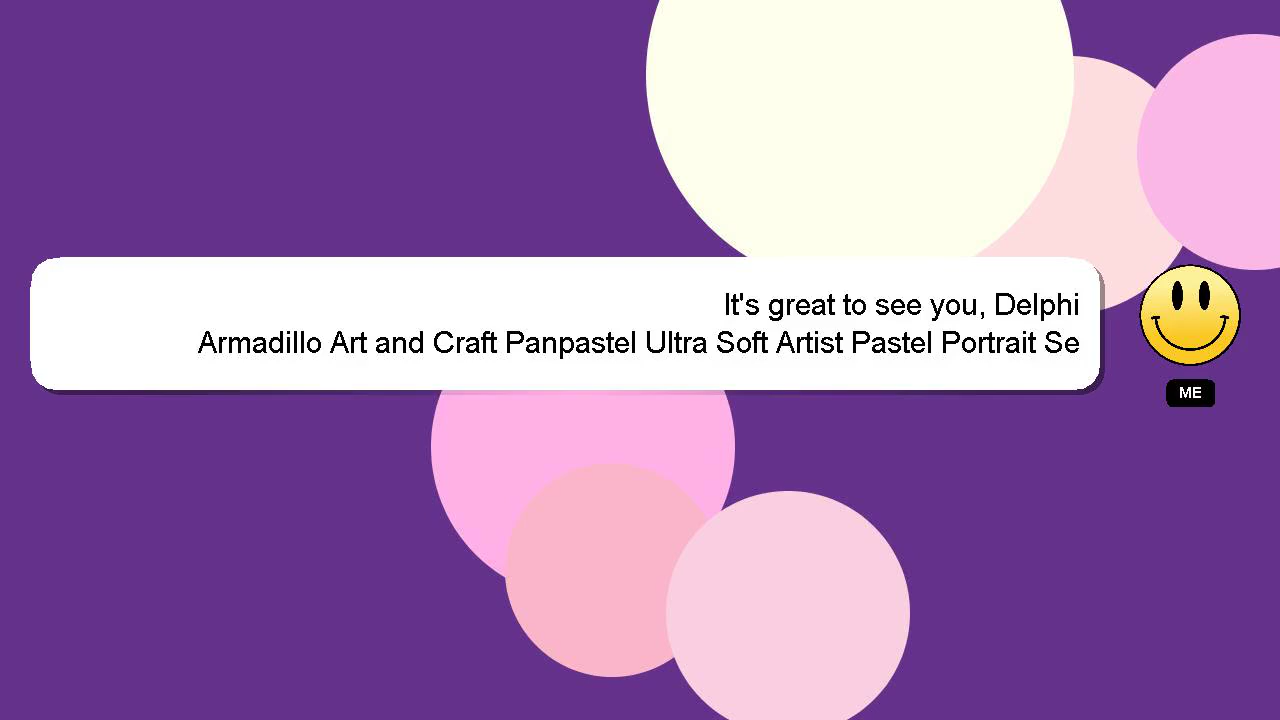 It's great to see you, Delphi
Armadillo Art and Craft Panpastel Ultra Soft Artist Pastel Portrait Se
ME